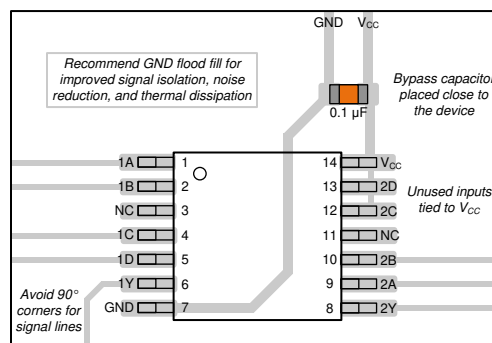 GND VCC
Recommend GND flood fill for
improved signal isolation, noise
reduction, and thermal dissipation
Bypass capacitor
placed close to
the device
0.1 µF
1A 1 14 VCC
1B 2 13 2D
Unused inputs
tied to VCC
NC 3 12 2C
1C 4 11 NC
1D 5 10 2B
1Y 6 9 2A
GND 7 8 2Y
Avoid 90°
corners for
signal lines